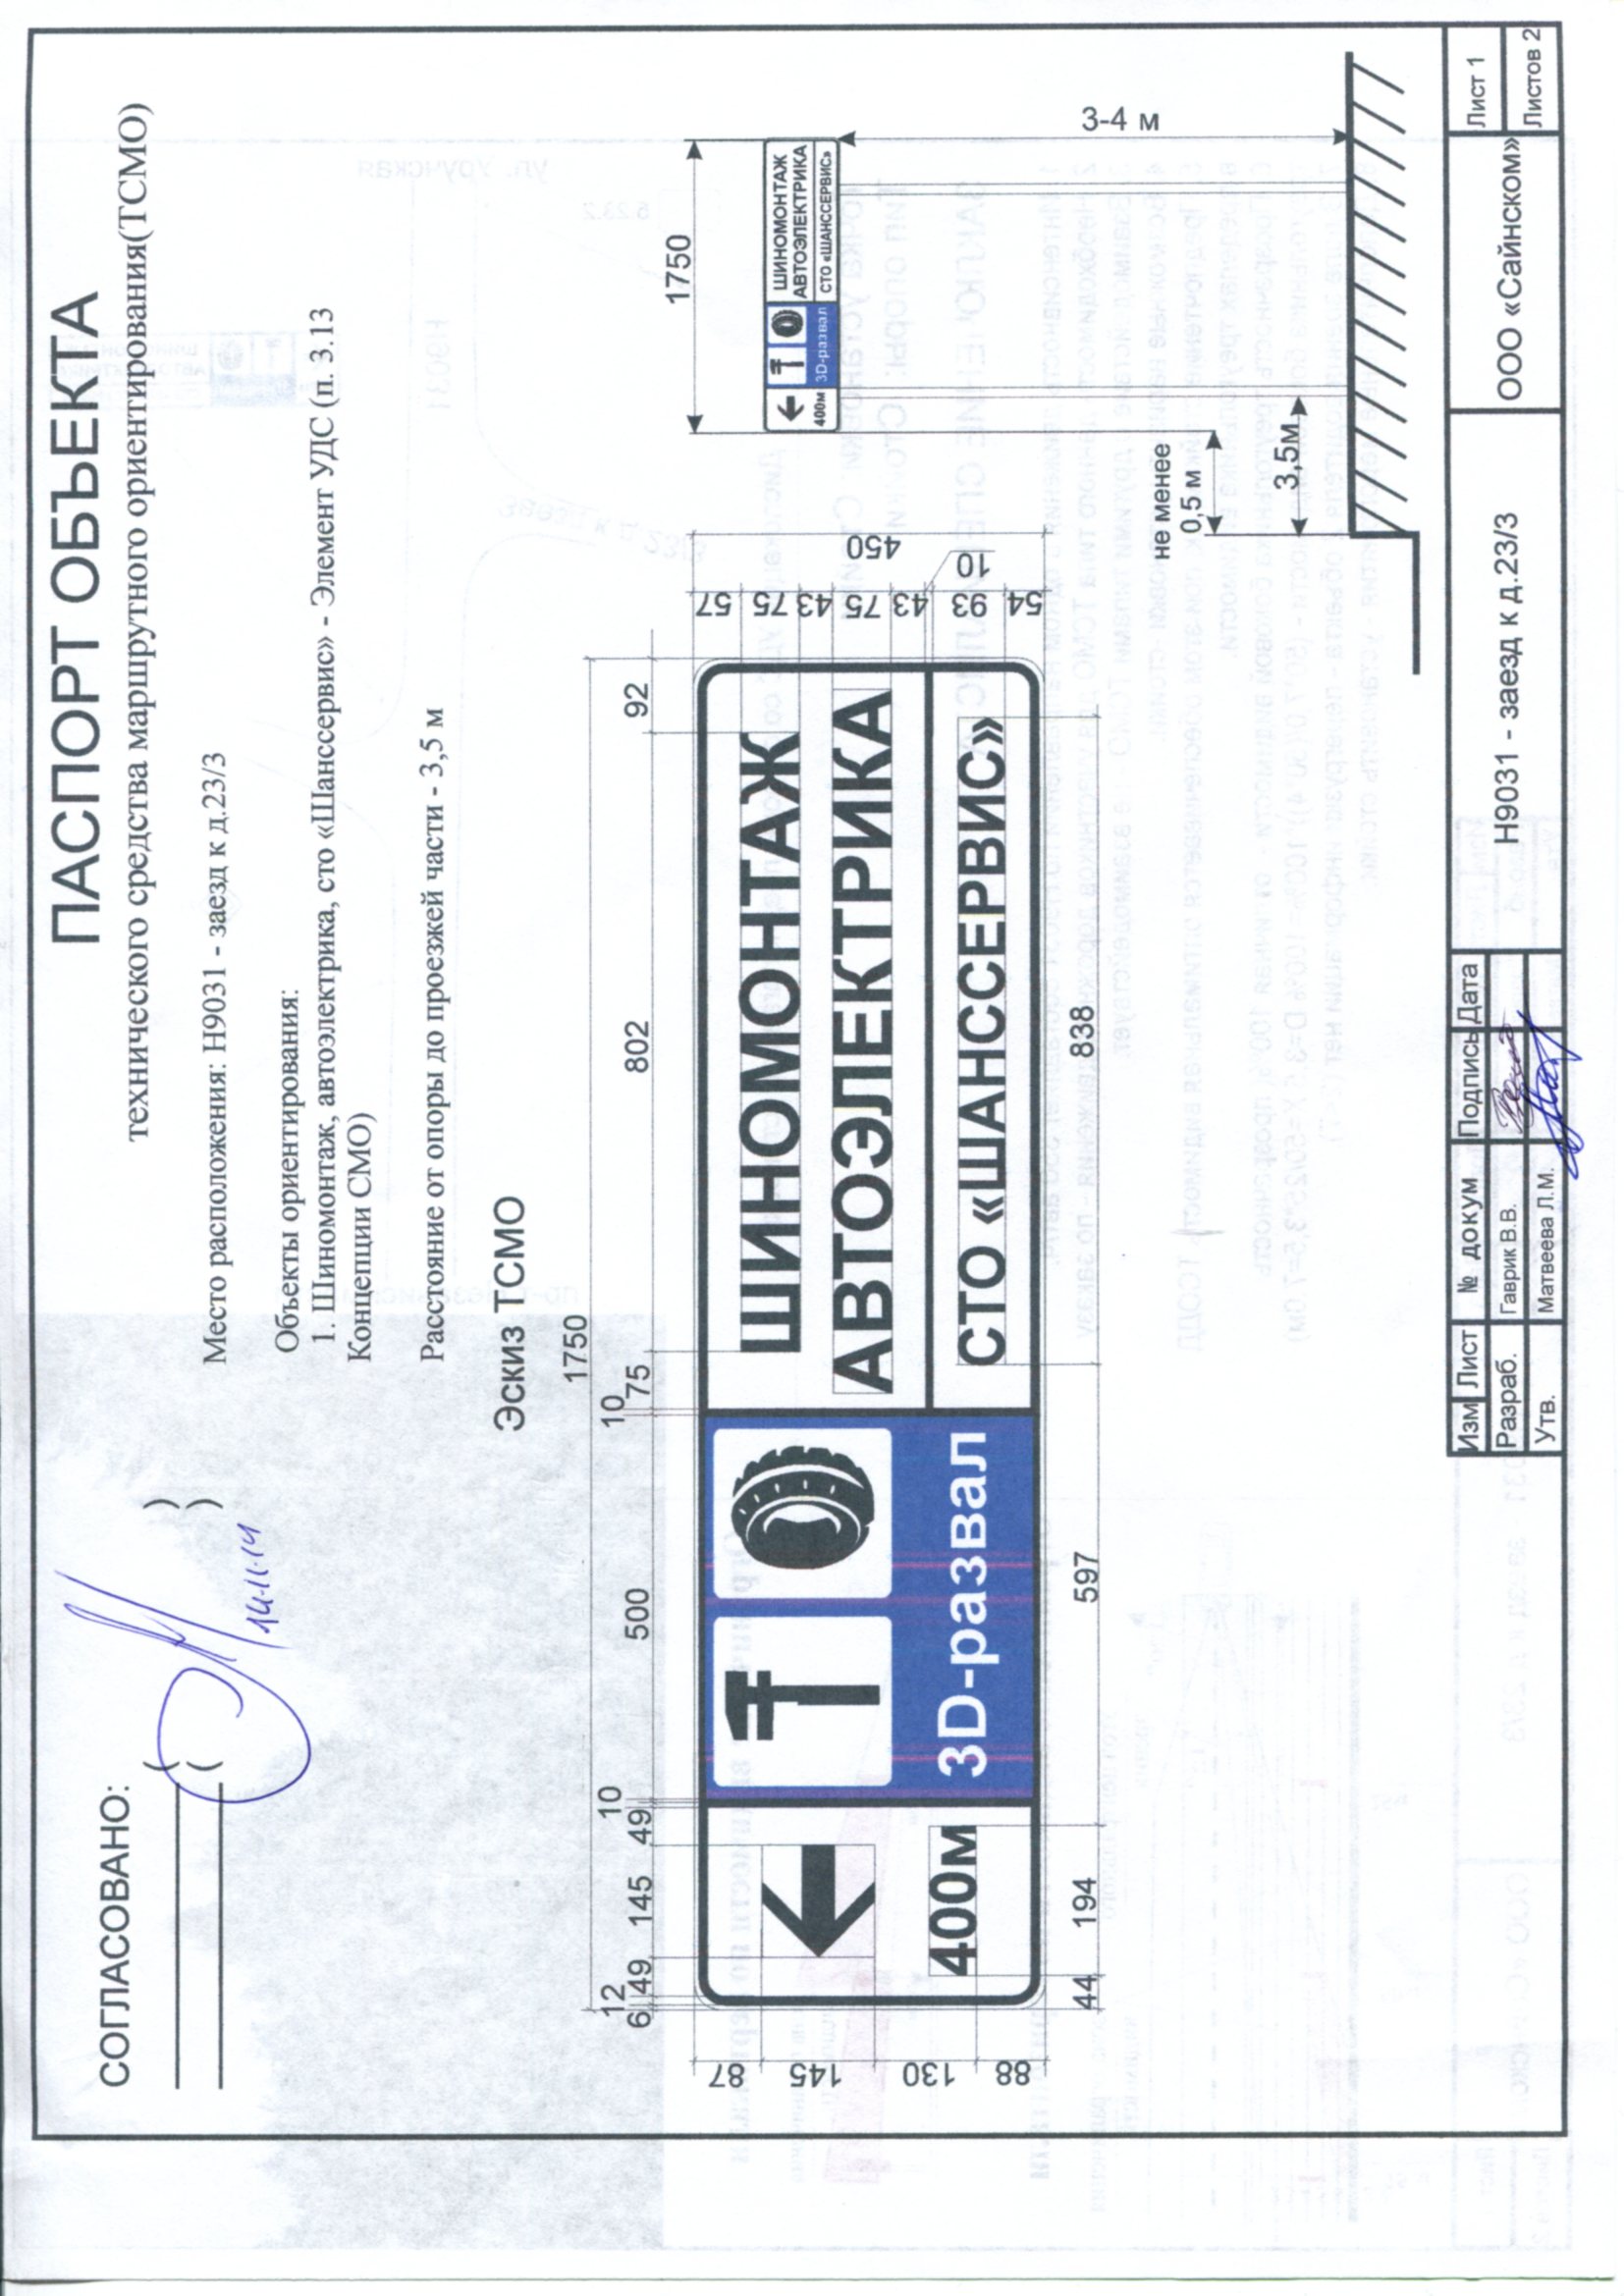 СОГЛАСОВАНО:
( )
( )
14.11.14
ПАСПОРТ ОБЪЕКТА
технического средства маршрутного ориентирования(ТСМО)
Место расположения: Н9031 - заезд к д.23/3
Объекты ориентирования:
1. Шиномонтаж, автоэлектрика, сто «Шанссервис» - Элемент УДС (п. 3.13
Концепции СМО)
Расстояние от опоры до проезжей части - 3,5 м
Эскиз ТСМО
1750
6 12 49 145 49 10 500 10 75 802 92
87 145 130 88
400м
3D-развал
ШИНОМОНТАЖ
АВТОЭЛЕКТРИКА
СТО «ШАНССЕРВИС»
57 75 43 75 43 10 93 54
450
44 194 597 838
1750
400м
3D-развал
ШИНОМОНТАЖ
АВТОЭЛЕКТРИКА
СТО «ШАНССЕРВИС»
3-4 м
не менее
0,5 м
3,5м
Изм Лист № докум Подпись Дата
Разраб. Гаврик В.В.
Утв. Матвеева Л.М.
Н9031 - заезд к д.23/3
ООО «Сайнском»
Лист 1
Листов 2